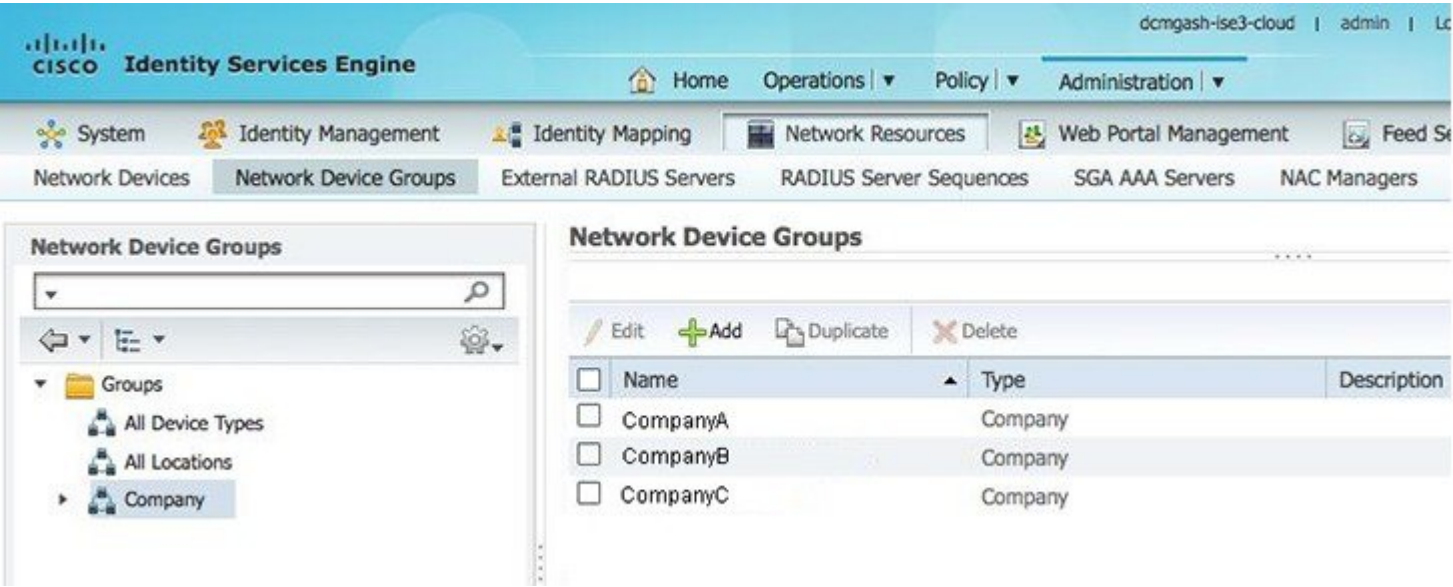 dcmgash-ise3-cloud | admin | Lo
CISCO Identity Services Engine
Home Operations | ▼ Policy | ▼ Administration | ▼
System Identity Management Identity Mapping Network Resources Web Portal Management Feed Se
Network Devices Network Device Groups External RADIUS Servers RADIUS Server Sequences SGA AAA Servers NAC Managers
Network Device Groups
Groups
All Device Types
All Locations
Company
Network Device Groups
Edit Add Duplicate Delete
Name Type Description
CompanyA Company
CompanyB Company
CompanyC Company